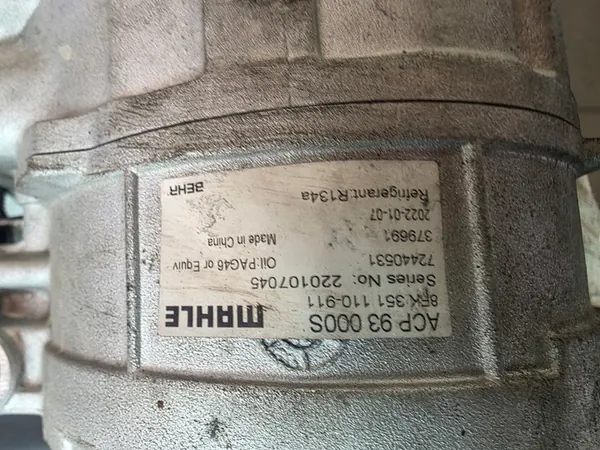 ACP 93 000S MAHLE
8FK 351 110-911
Series No: 220107045
72440531 Oil:PAG46 or Equiv
379691 Made in China
2022-01-07
Refrigerant:R134a BEHR